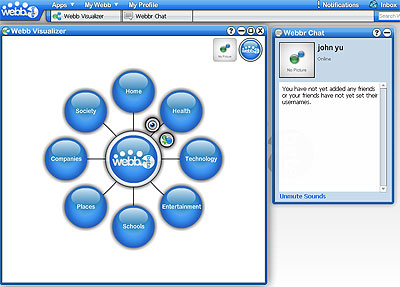 webb
Apps My Webb My Profile Notifications Inbox
Webb Visualizer Webbr Chat
Webb Visualizer
No Picture
Home
Society Health
Companies webb Technology
Places Entertainment
Schools
Webbr Chat
john yu
Online
No Picture
You have not yet added any friends
or your friends have not yet set their
usernames.
Unmute Sounds